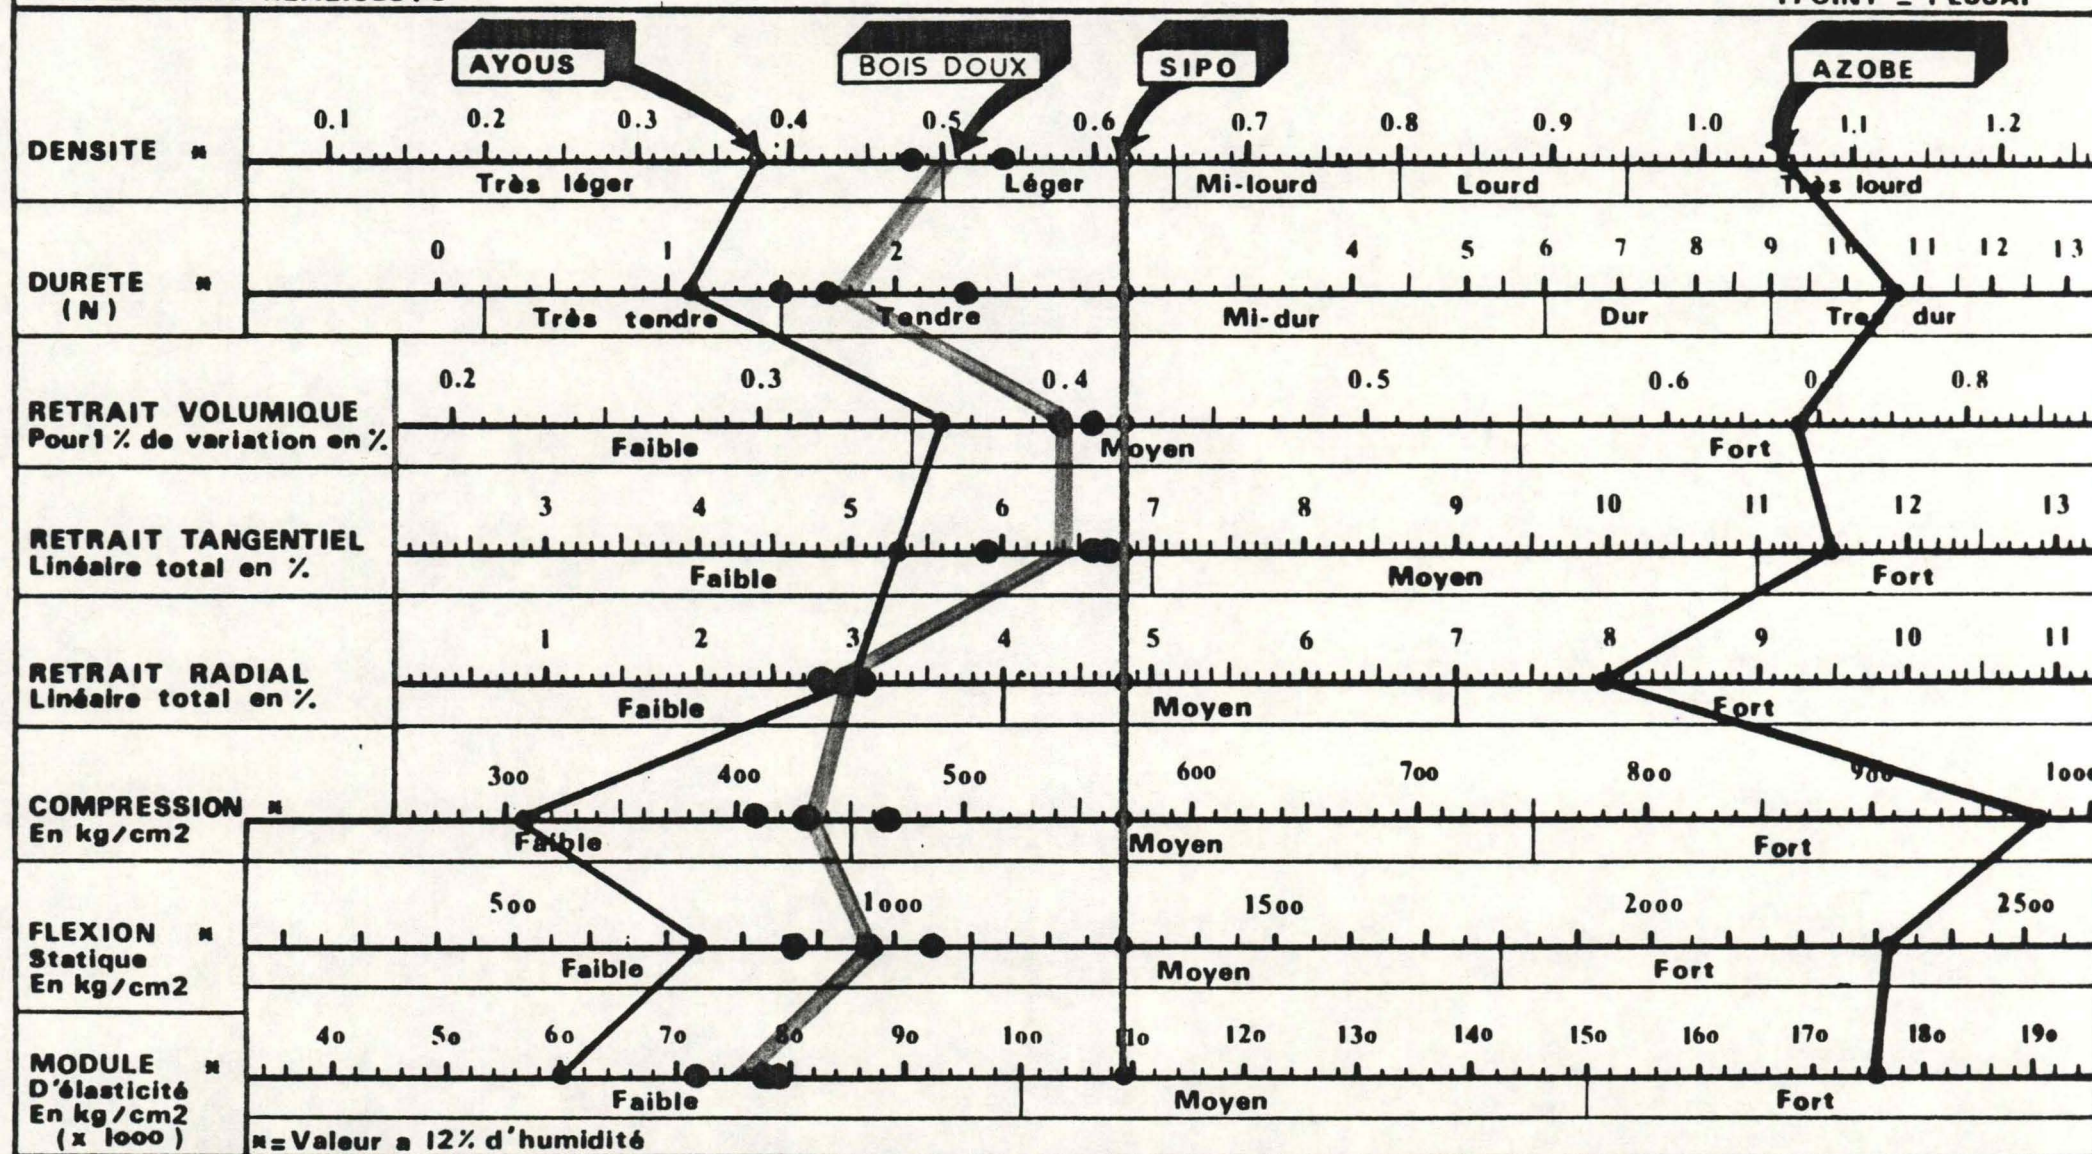 AYOUS BOIS DOUX SIPO AZOBE
0.1 0.2 0.3 0.4 0.5 0.6 0.7 0.8 0.9 1.0 1.1 1.2
DENSITE *
Très léger Léger Mi-lourd Lourd Très lourd
0 1 2 4 5 6 7 8 9 10 11 12 13
DURETE *
(N)
Très tendre Tendre Mi-dur Dur Tres dur
0.2 0.3 0.4 0.5 0.6 0.8
RETRAIT VOLUMIQUE
Pour 1 % de variation en %
Faible Moyen Fort
3 4 5 6 7 8 9 10 11 12 13
RETRAIT TANGENTIEL
Linéaire total en %
Faible Moyen Fort
1 2 3 4 5 6 7 8 9 10 11
RETRAIT RADIAL
Linéaire total en %
Faible Moyen Fort
300 400 500 600 700 800 900 1000
COMPRESSION *
En kg/cm2
Faible Moyen Fort
500 1000 1500 2000 2500
FLEXION *
Statique
En kg/cm2
Faible Moyen Fort
40 50 60 70 80 90 100 110 120 130 140 150 160 170 180 190
MODULE *
D'élasticité
En kg/cm2
(x 1000)
Faible Moyen Fort
*=Valeur a 12% d'humidité